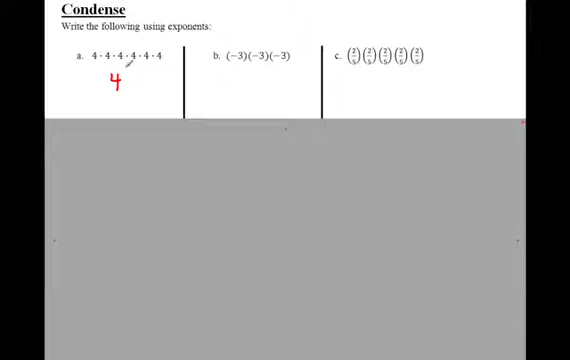 Condense
Write the following using exponents:
a. 4 · 4 · 4 · 4 · 4 · 4 b. (−3)(−3)(−3) c. (2/5)(2/5)(2/5)(2/5)(2/5)
4